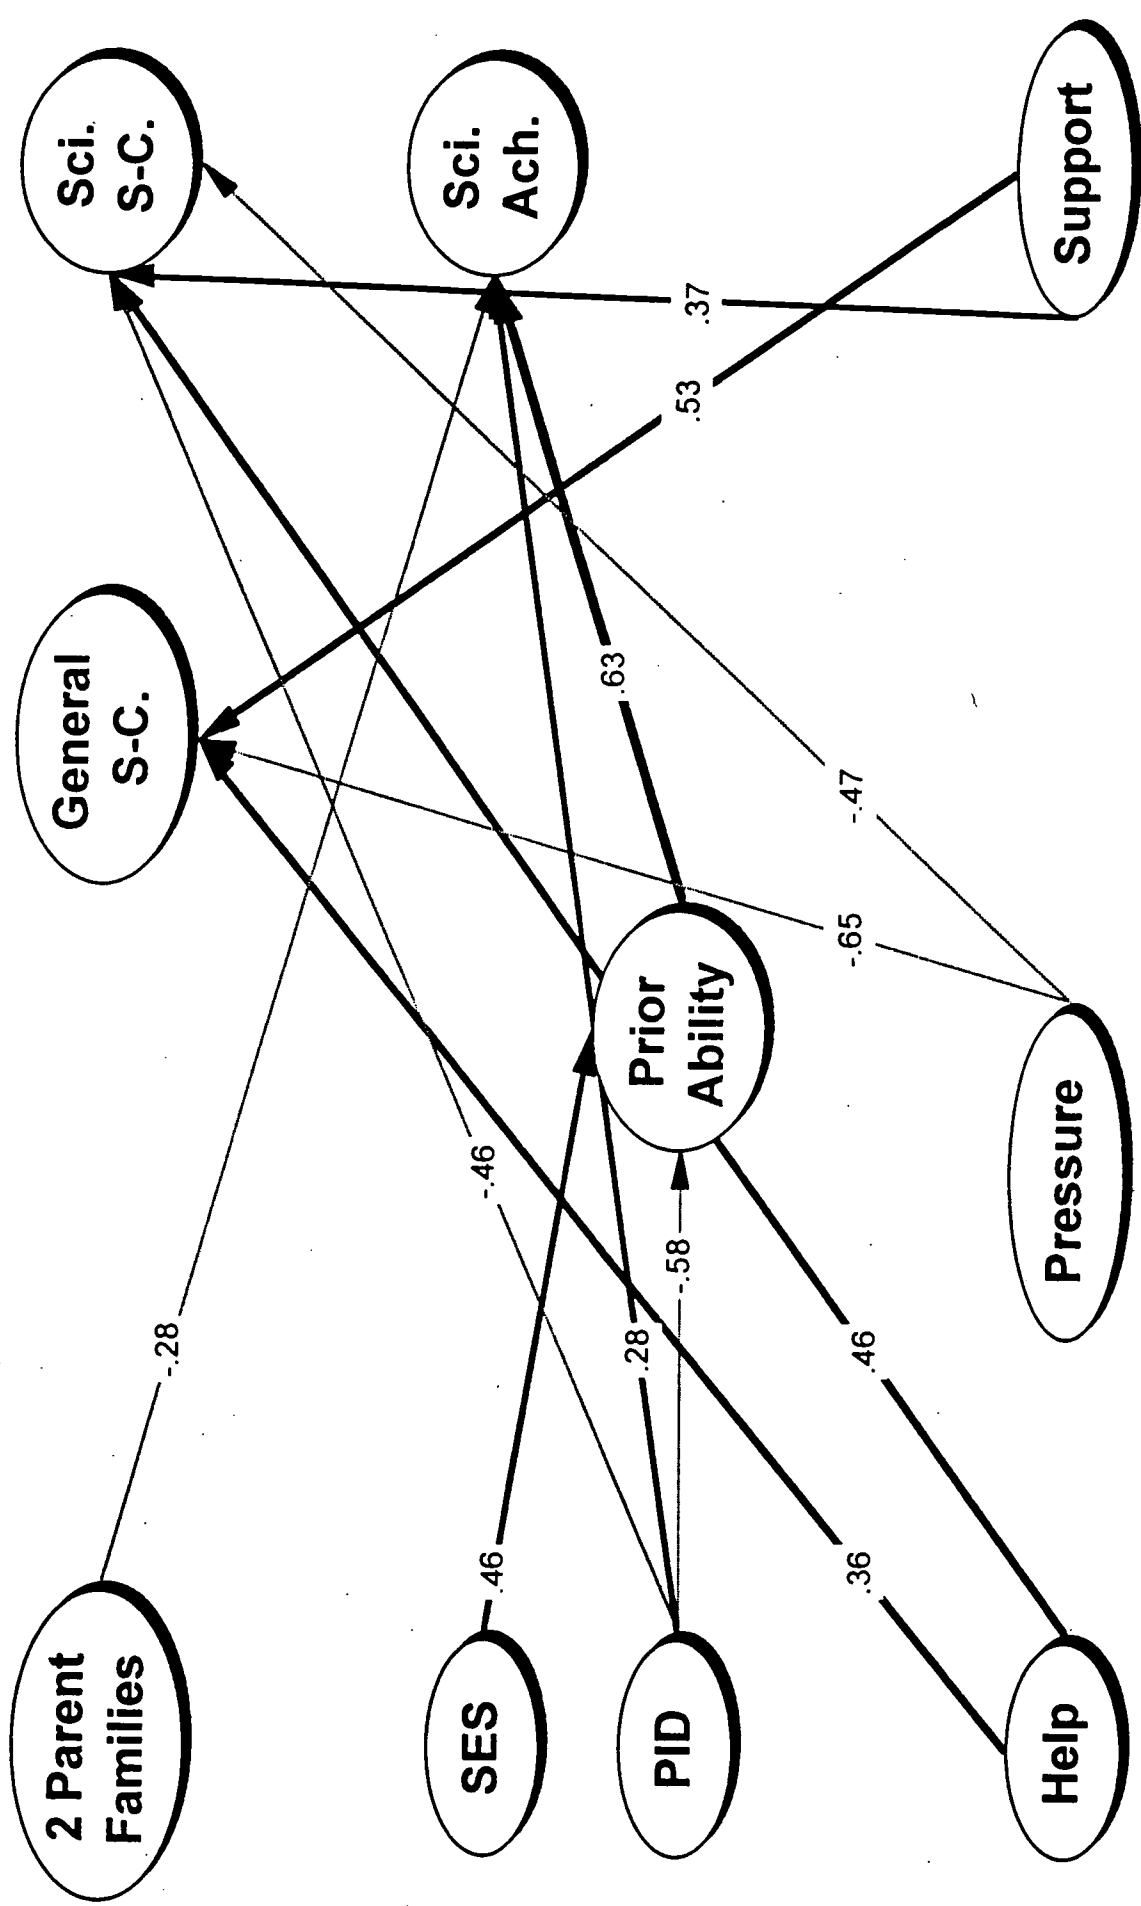 2 Parent
Families
-.28
General
S-C.
Sci.
S-C.
SES
.46
-.46
Sci.
Ach.
PID
.28
-.58
Prior
Ability
.63
.53
.37
Help
.36
.46
Pressure
-.65
-.47
Support